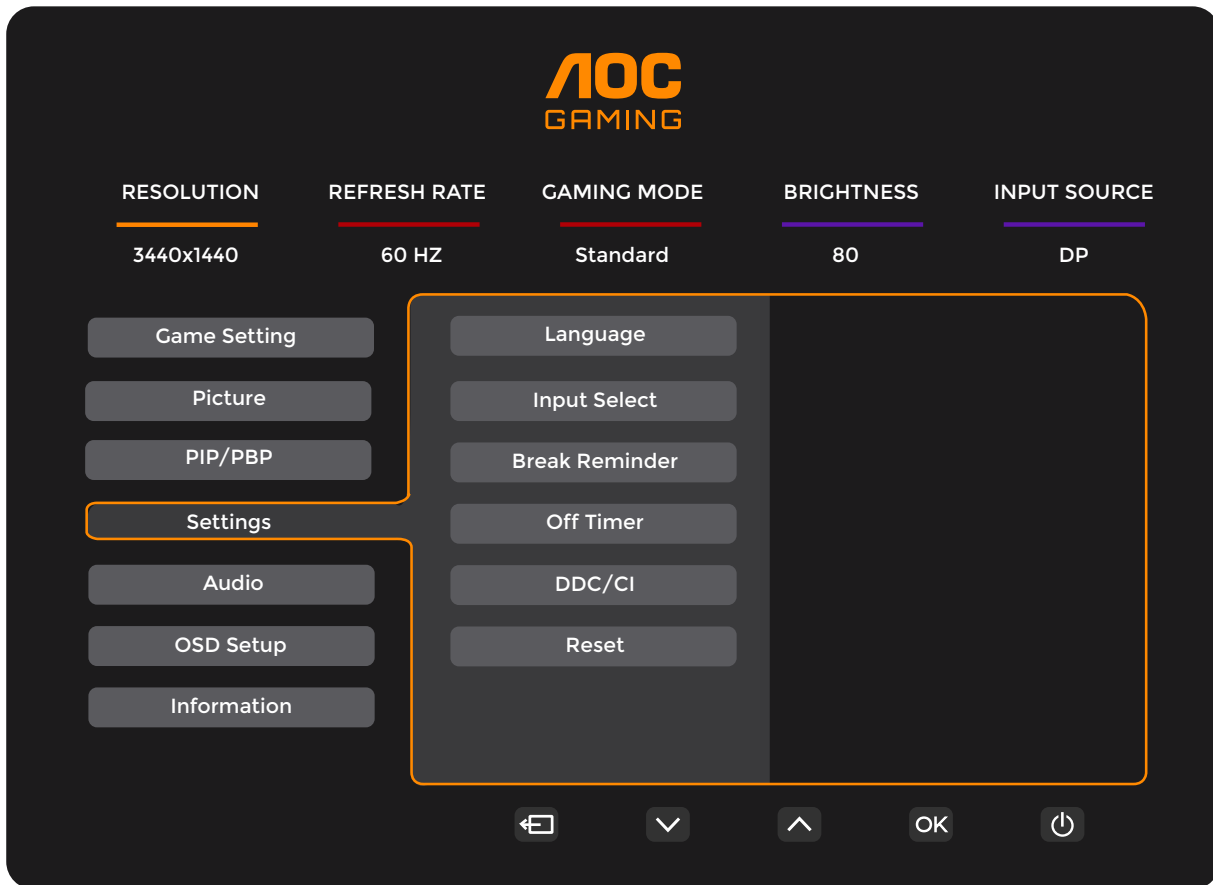 AOC
GAMING
RESOLUTION REFRESH RATE GAMING MODE BRIGHTNESS INPUT SOURCE
3440x1440 60 HZ Standard 80 DP
Game Setting
Picture
PIP/PBP
Settings
Audio
OSD Setup
Information
Language
Input Select
Break Reminder
Off Timer
DDC/CI
Reset
OK